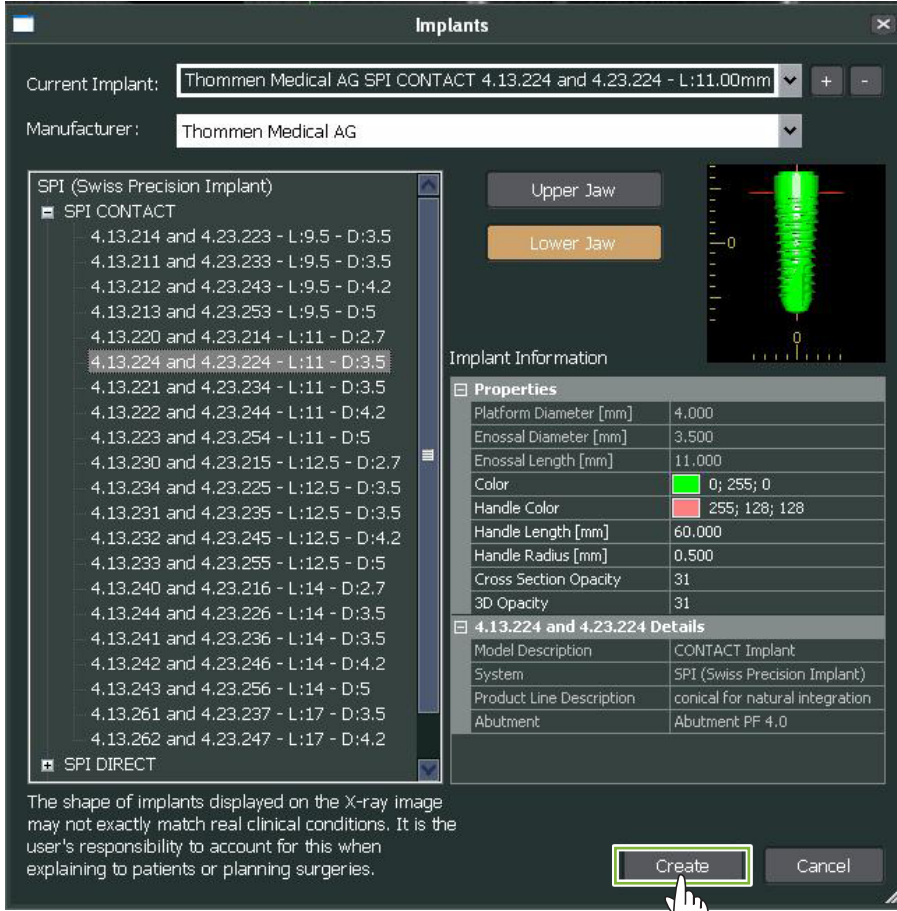 Implants
Current Implant: Thommen Medical AG SPI CONTACT 4.13.224 and 4.23.224 - L:11.00mm + -
Manufacturer: Thommen Medical AG
SPI (Swiss Precision Implant)
SPI CONTACT
4.13.214 and 4.23.223 - L:9.5 - D:3.5
4.13.211 and 4.23.233 - L:9.5 - D:3.5
4.13.212 and 4.23.243 - L:9.5 - D:4.2
4.13.213 and 4.23.253 - L:9.5 - D:5
4.13.220 and 4.23.214 - L:11 - D:2.7
4.13.224 and 4.23.224 - L:11 - D:3.5
4.13.221 and 4.23.234 - L:11 - D:3.5
4.13.222 and 4.23.244 - L:11 - D:4.2
4.13.223 and 4.23.254 - L:11 - D:5
4.13.230 and 4.23.215 - L:12.5 - D:2.7
4.13.234 and 4.23.225 - L:12.5 - D:3.5
4.13.231 and 4.23.235 - L:12.5 - D:3.5
4.13.232 and 4.23.245 - L:12.5 - D:4.2
4.13.233 and 4.23.255 - L:12.5 - D:5
4.13.240 and 4.23.216 - L:14 - D:2.7
4.13.244 and 4.23.226 - L:14 - D:3.5
4.13.241 and 4.23.236 - L:14 - D:3.5
4.13.242 and 4.23.246 - L:14 - D:4.2
4.13.243 and 4.23.256 - L:14 - D:5
4.13.261 and 4.23.237 - L:17 - D:3.5
4.13.262 and 4.23.247 - L:17 - D:4.2
SPI DIRECT
Upper Jaw
Lower Jaw
0
0
Implant Information
Properties
Platform Diameter [mm] 4.000
Enossal Diameter [mm] 3.500
Enossal Length [mm] 11.000
Color 0; 255; 0
Handle Color 255; 128; 128
Handle Length [mm] 60.000
Handle Radius [mm] 0.500
Cross Section Opacity 31
3D Opacity 31
4.13.224 and 4.23.224 Details
Model Description CONTACT Implant
System SPI (Swiss Precision Implant)
Product Line Description conical for natural integration
Abutment Abutment PF 4.0
The shape of implants displayed on the X-ray image
may not exactly match real clinical conditions. It is the
user's responsibility to account for this when
explaining to patients or planning surgeries.
Create Cancel